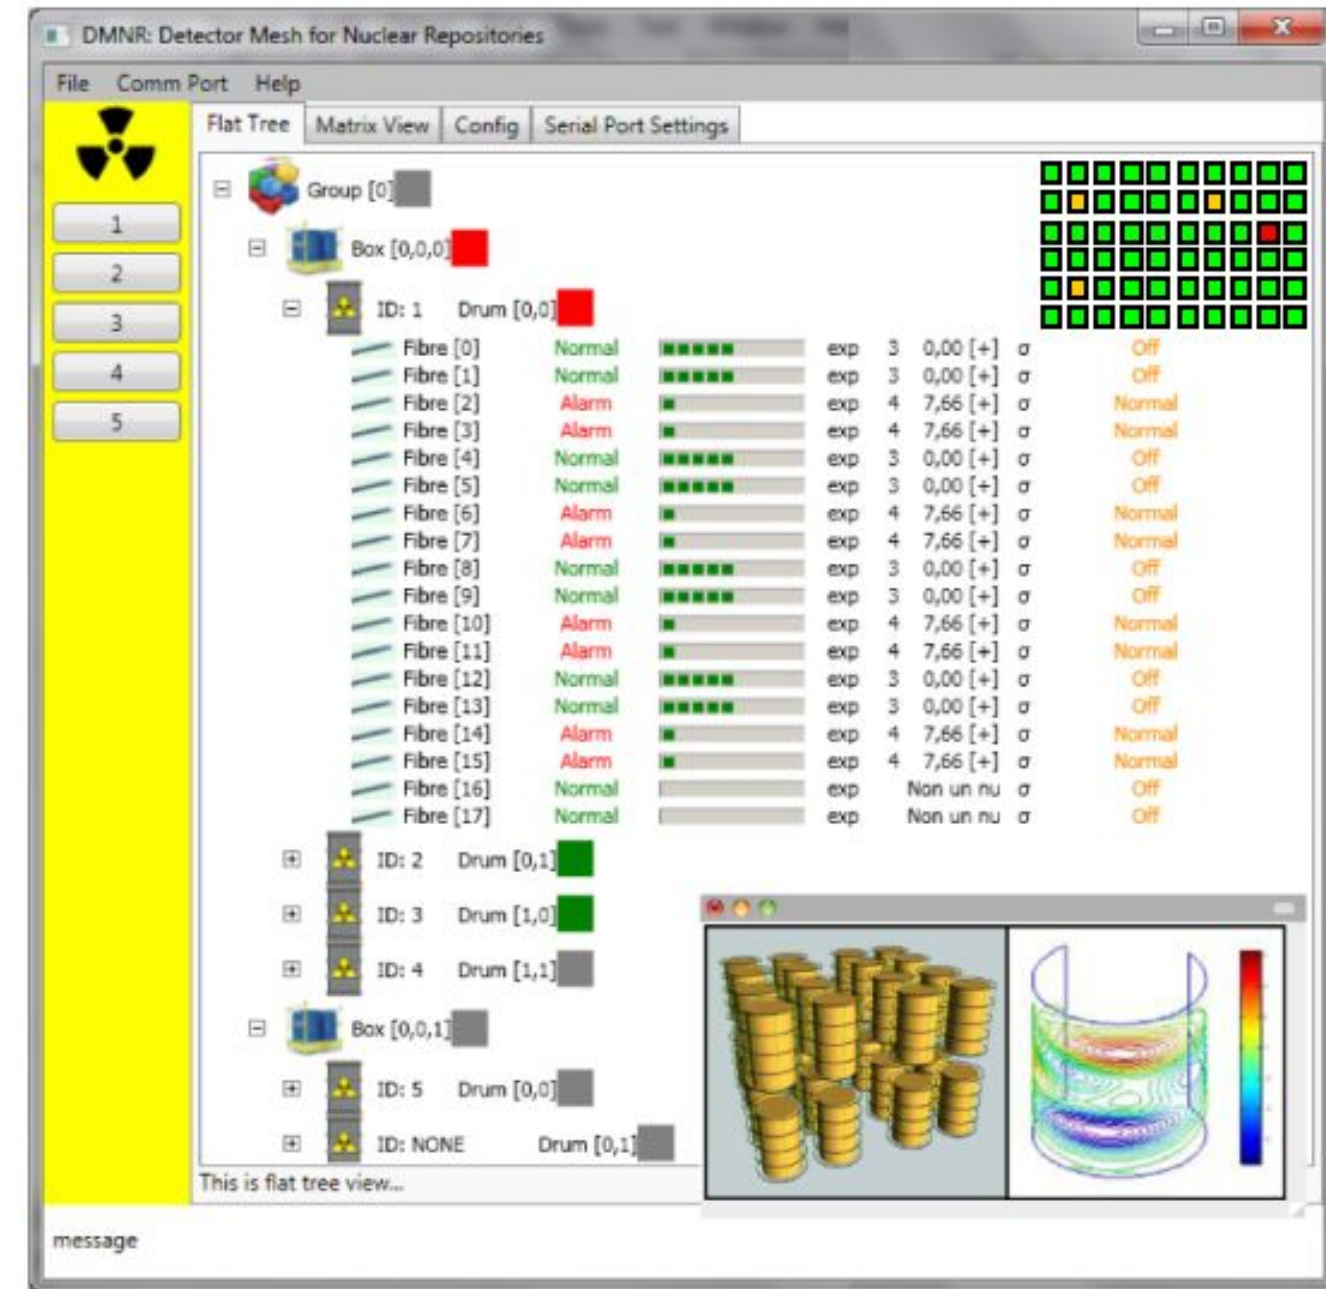 DMNR: Detector Mesh for Nuclear Repositories
File Comm Port Help
Flat Tree Matrix View Config Serial Port Settings
1
2
3
4
5
Group [0]
Box [0,0,0]
ID: 1 Drum [0,0]
Fibre [0] Normal exp 3 0,00 [+] σ Off
Fibre [1] Normal exp 3 0,00 [+] σ Off
Fibre [2] Alarm exp 4 7,66 [+] σ Normal
Fibre [3] Alarm exp 4 7,66 [+] σ Normal
Fibre [4] Normal exp 3 0,00 [+] σ Off
Fibre [5] Normal exp 3 0,00 [+] σ Off
Fibre [6] Alarm exp 4 7,66 [+] σ Normal
Fibre [7] Alarm exp 4 7,66 [+] σ Normal
Fibre [8] Normal exp 3 0,00 [+] σ Off
Fibre [9] Normal exp 3 0,00 [+] σ Off
Fibre [10] Alarm exp 4 7,66 [+] σ Normal
Fibre [11] Alarm exp 4 7,66 [+] σ Normal
Fibre [12] Normal exp 3 0,00 [+] σ Off
Fibre [13] Normal exp 3 0,00 [+] σ Off
Fibre [14] Alarm exp 4 7,66 [+] σ Normal
Fibre [15] Alarm exp 4 7,66 [+] σ Normal
Fibre [16] Normal exp Non un nu σ Off
Fibre [17] Normal exp Non un nu σ Off
ID: 2 Drum [0,1]
ID: 3 Drum [1,0]
ID: 4 Drum [1,1]
Box [0,0,1]
ID: 5 Drum [0,0]
ID: NONE Drum [0,1]
This is flat tree view...
message